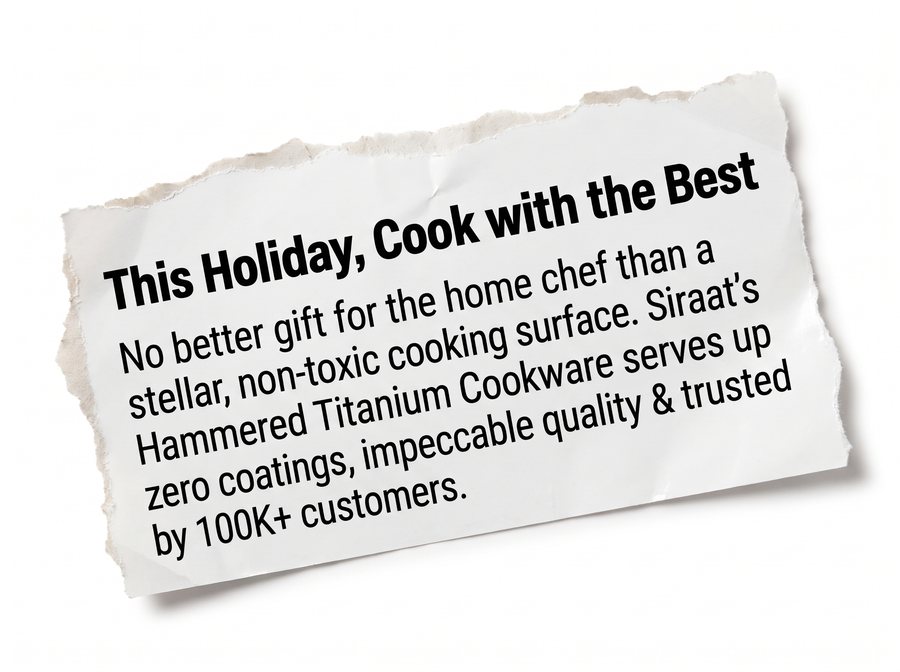 This Holiday, Cook with the Best
No better gift for the home chef than a
stellar, non-toxic cooking surface. Siraat's
Hammered Titanium Cookware serves up
zero coatings, impeccable quality & trusted
by 100K+ customers.